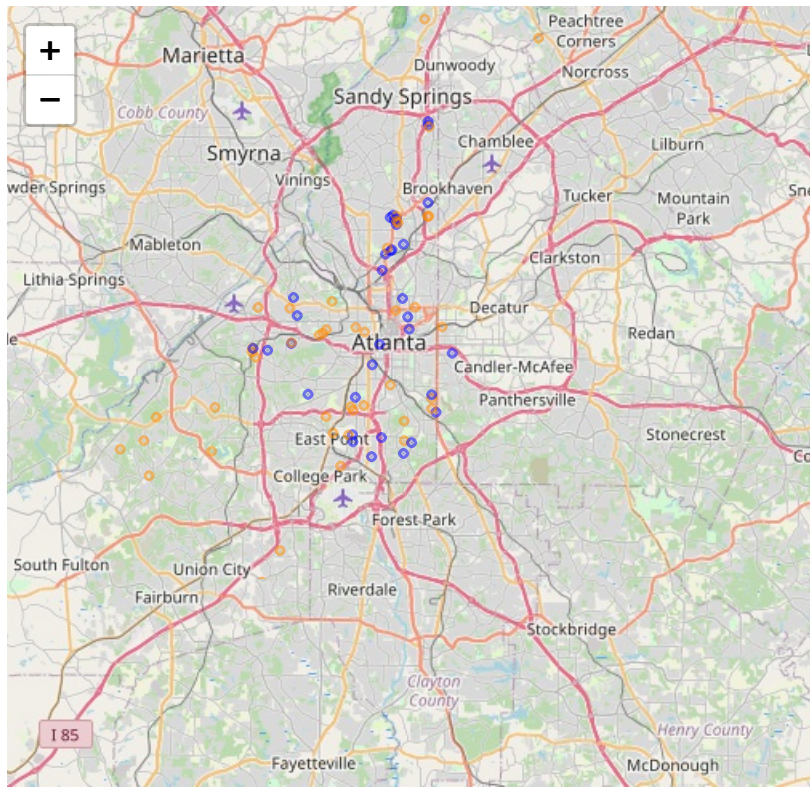 +
−
Peachtree
Corners
Marietta
Dunwoody
Norcross
Sandy Springs
Cobb County
Chamblee
Lilburn
Smyrna
Vinings
Brookhaven
wder Springs
Tucker
Mountain
Park
Sne
Mableton
Clarkston
Lithia Springs
Decatur
Redan
le
Atlanta
Candler-McAfee
Panthersville
Stonecrest
East Point
Co
College Park
Forest Park
South Fulton
Union City
Riverdale
Fairburn
Stockbridge
Clayton
County
I 85
Henry County
Fayetteville
McDonough